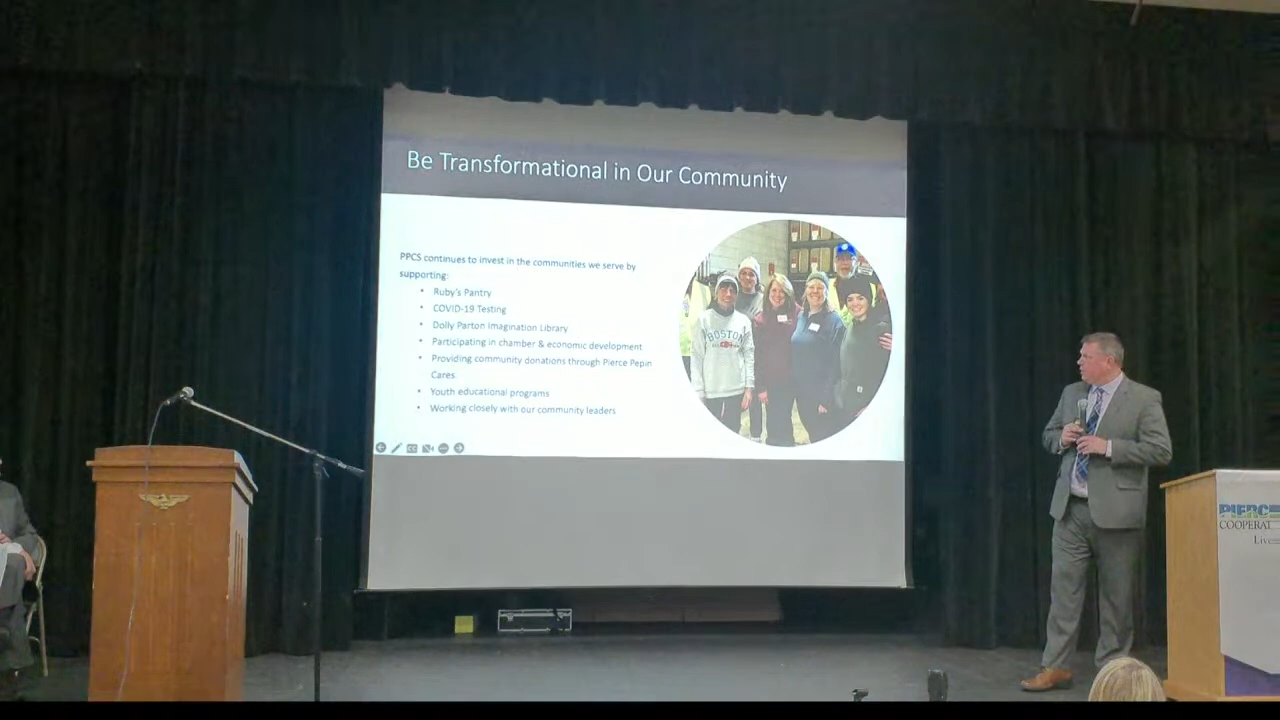 Be Transformational in Our Community
PPCS continues to invest in the communities we serve by
supporting:
• Ruby's Pantry
• COVID-19 Testing
• Dolly Parton Imagination Library
• Participating in chamber & economic development
• Providing community donations through Pierce Pepin
Cares
• Youth educational programs
• Working closely with our community leaders
BOSTON
PIERCE
COOPERAT
Live